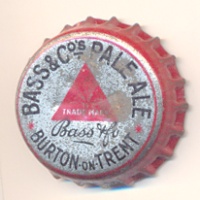 BASS & Co's PALE ALE
TRADE MARK
Bass & Co
BURTON-ON-TRENT